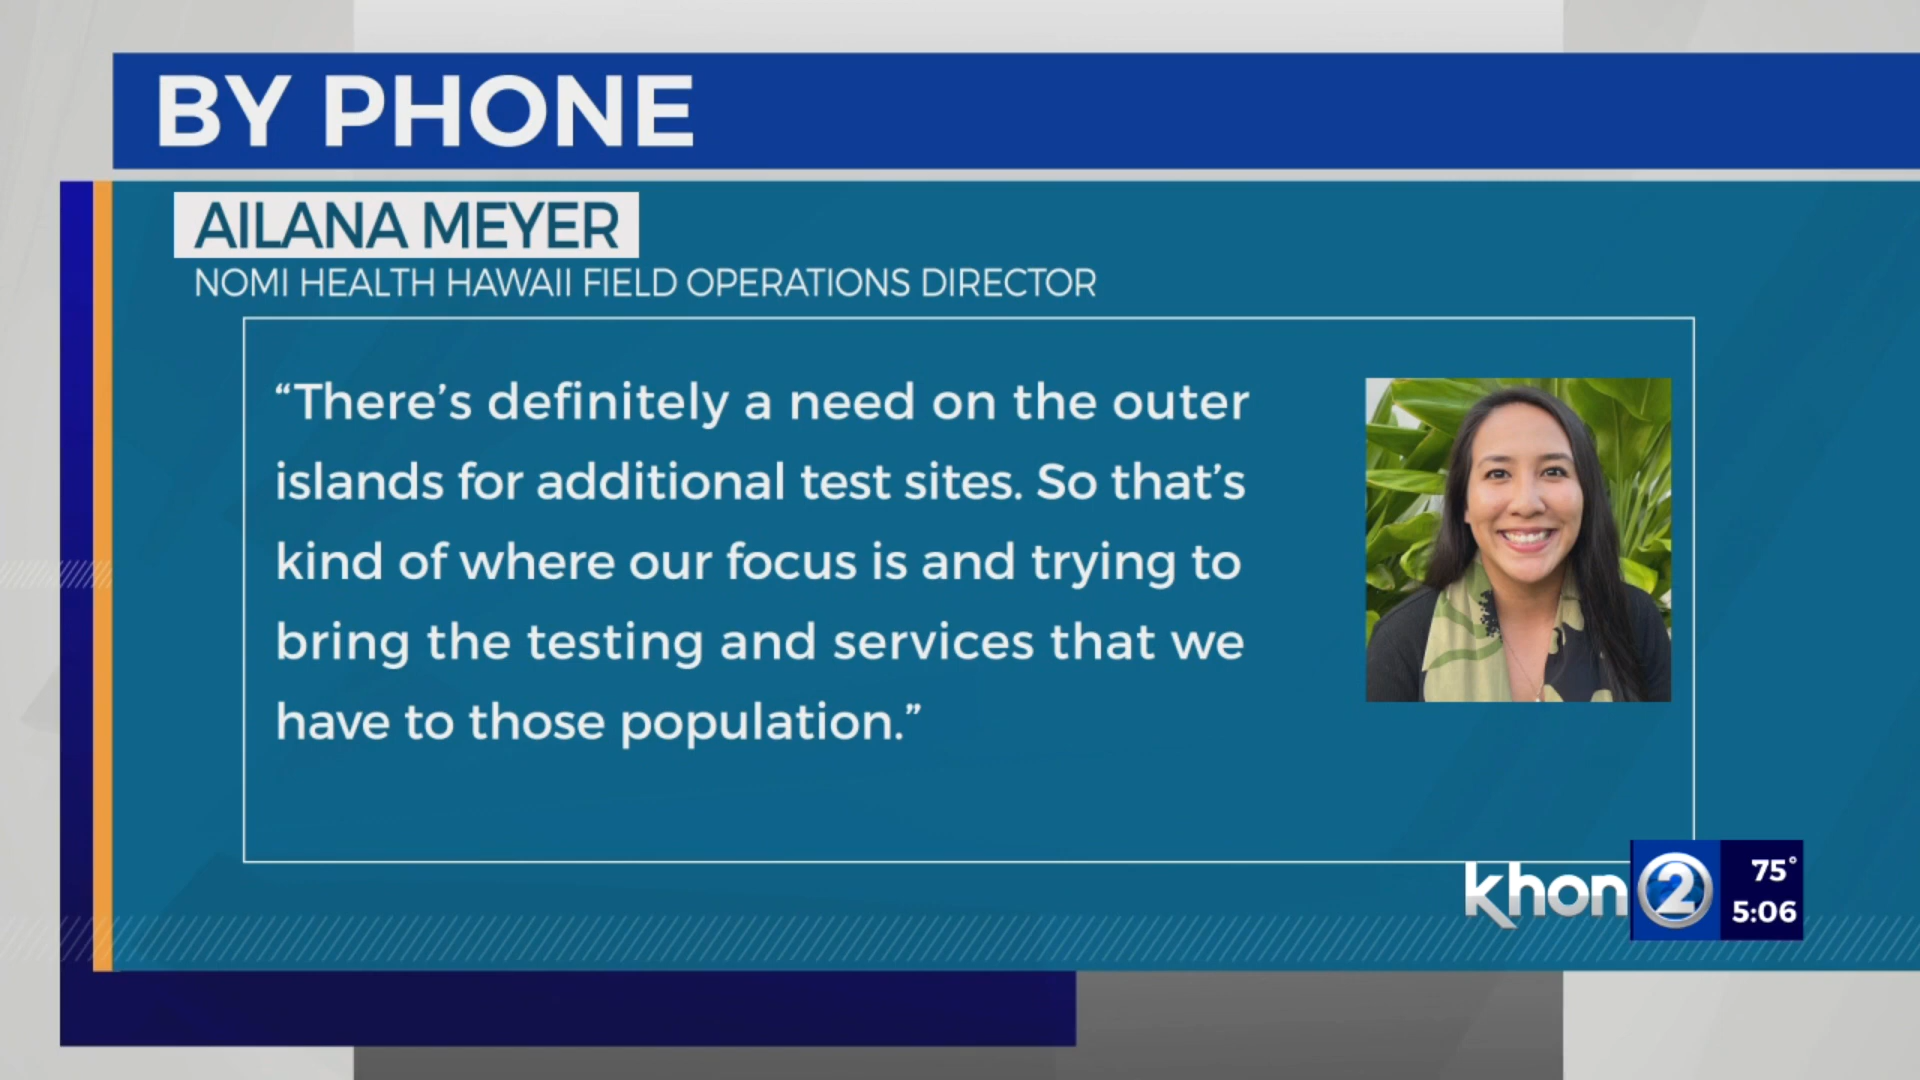 BY PHONE
AILANA MEYER
NOMI HEALTH HAWAII FIELD OPERATIONS DIRECTOR
“There’s definitely a need on the outer
islands for additional test sites. So that’s
kind of where our focus is and trying to
bring the testing and services that we
have to those population.”
khon 2
75°
5:06